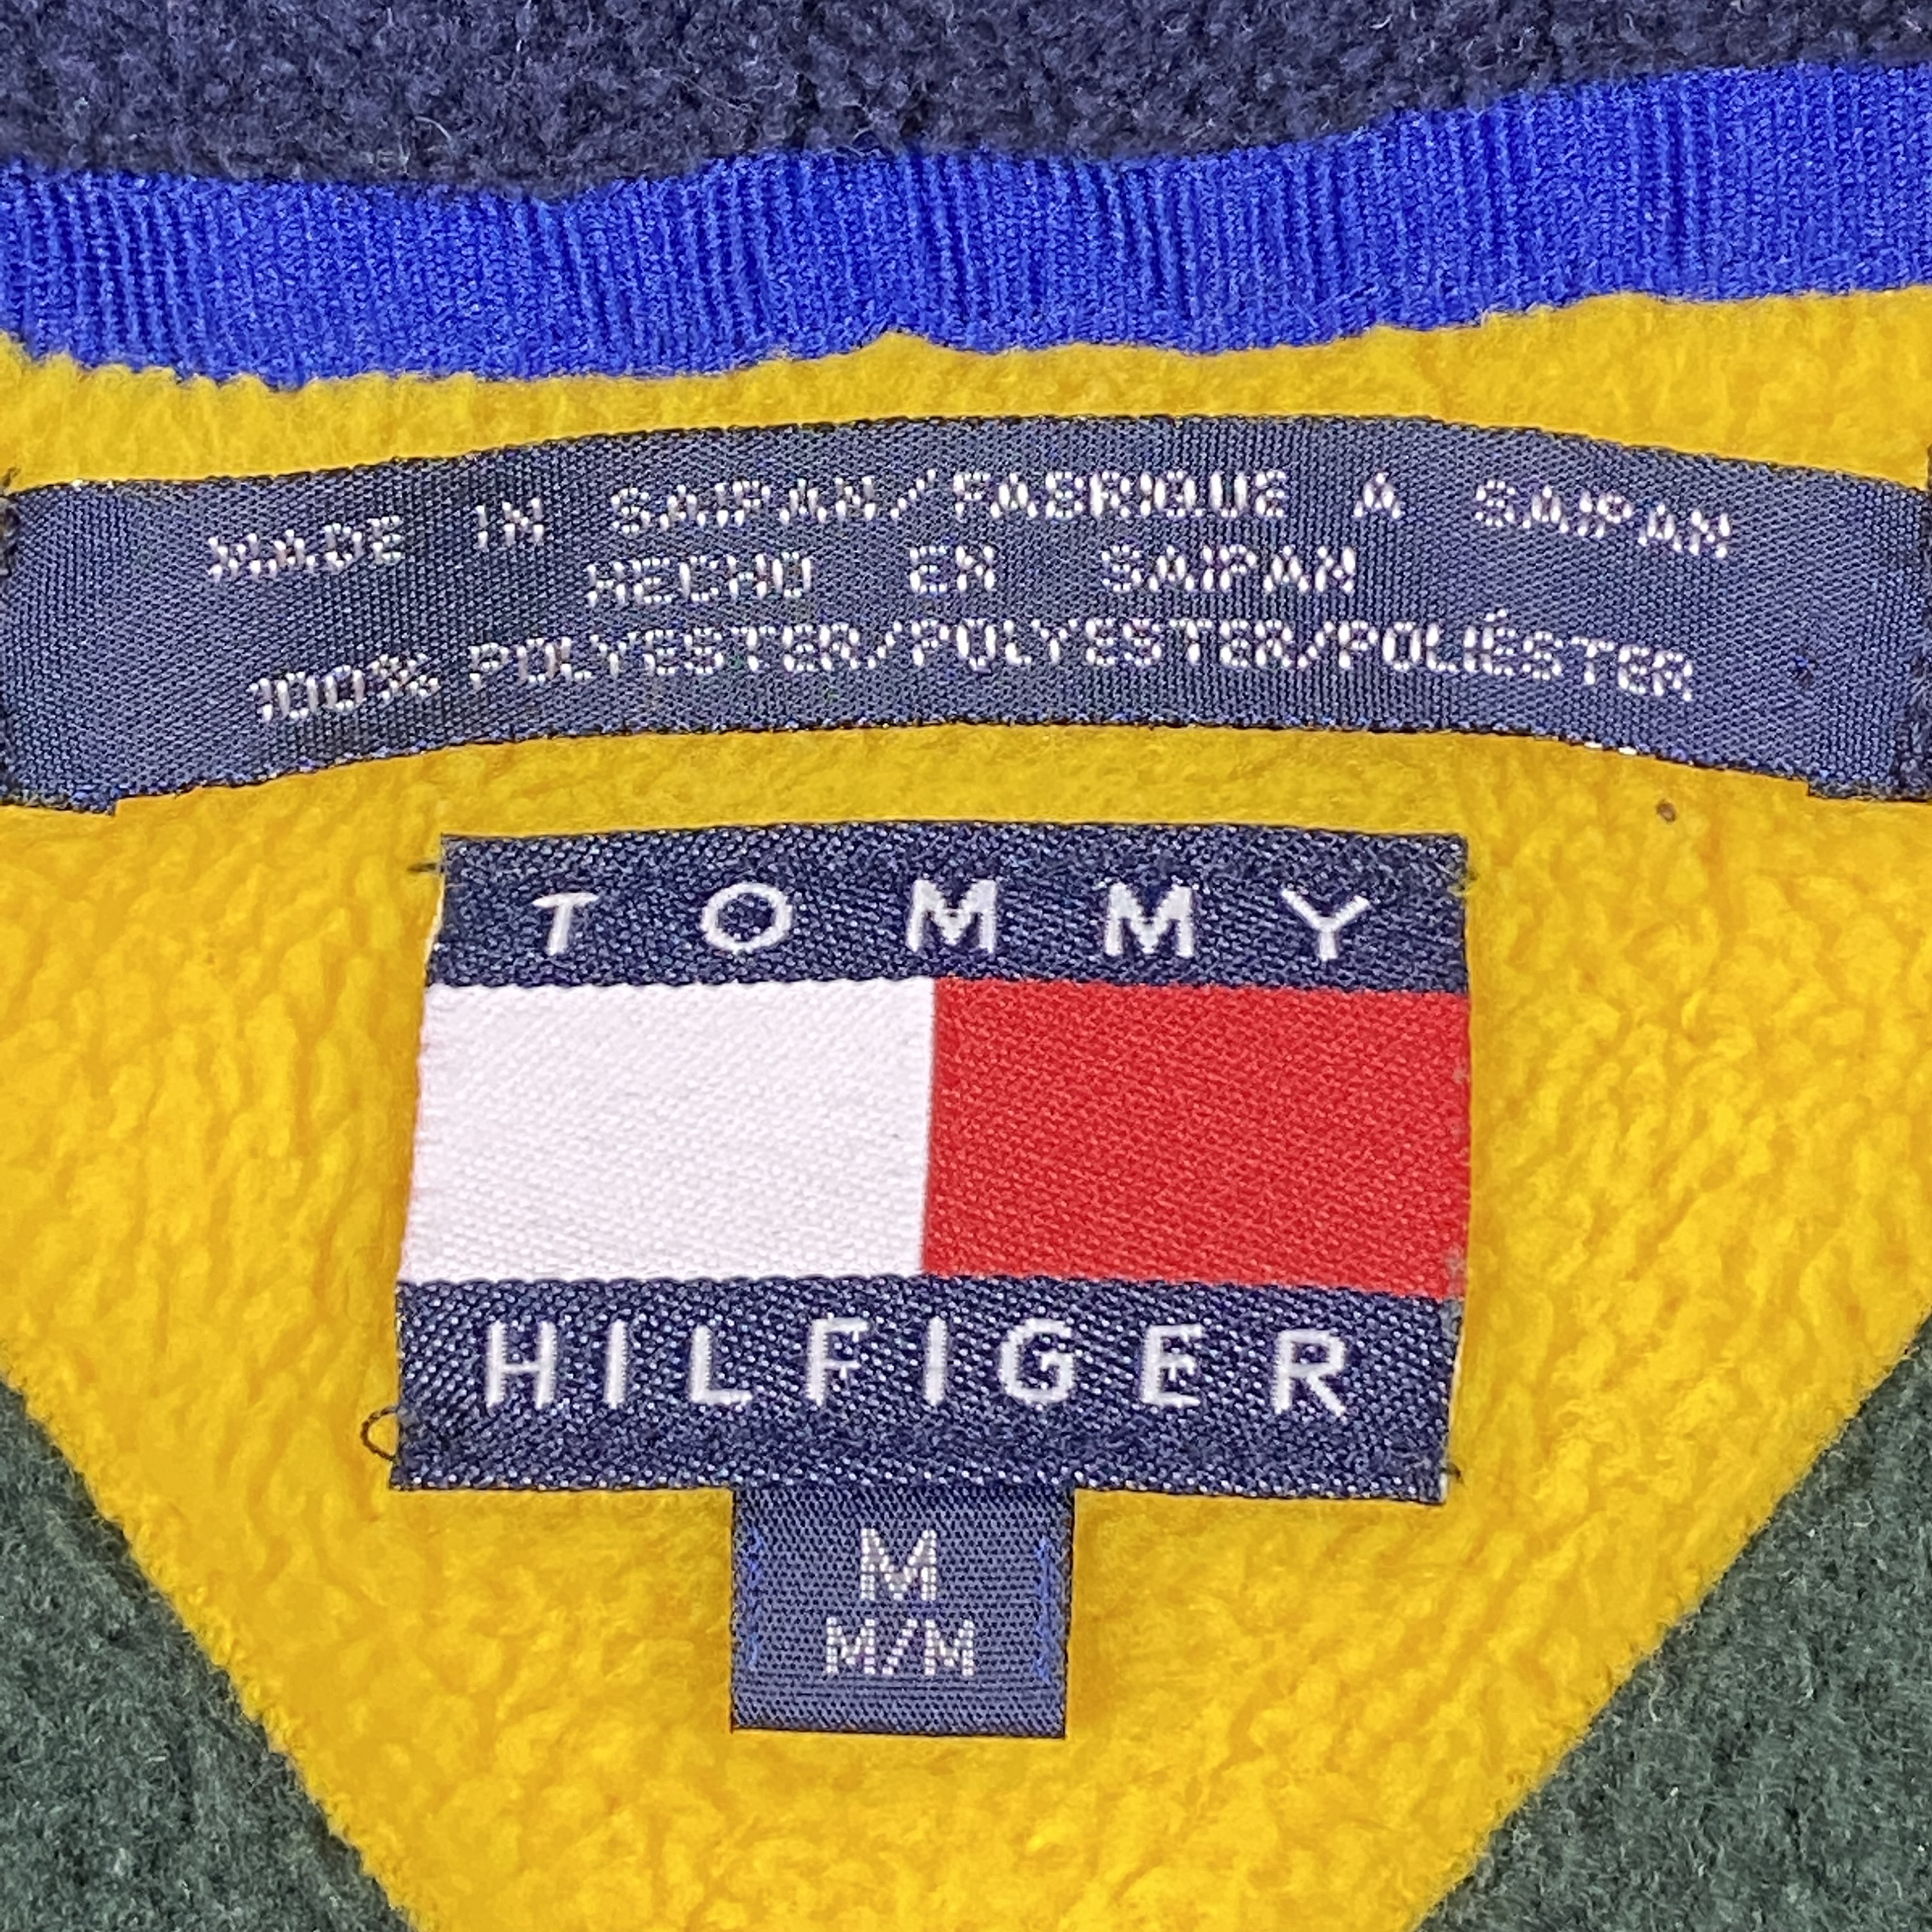 MADE IN SAIPAN/FABRIQUE A SAIPAN
HECHO EN SAIPAN
100% POLYESTER/POLYESTER/POLIÉSTER
TOMMY
HILFIGER
M
M/M